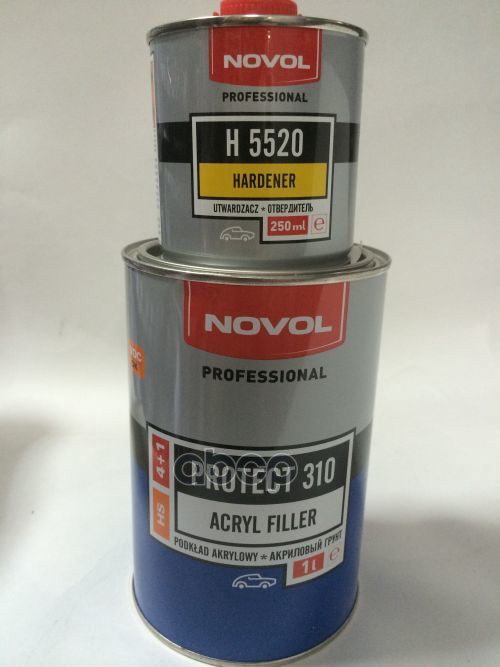 NOVOL
PROFESSIONAL
H 5520
HARDENER
UTWARDZACZ * ОТВЕРДИТЕЛЬ
250 ml e
NOVOL
PROFESSIONAL
VOC
HS 4+1
PROTECT 310
ACRYL FILLER
PODKŁAD AKRYLOWY * АКРИЛОВЫЙ ГРУНТ
1 l e